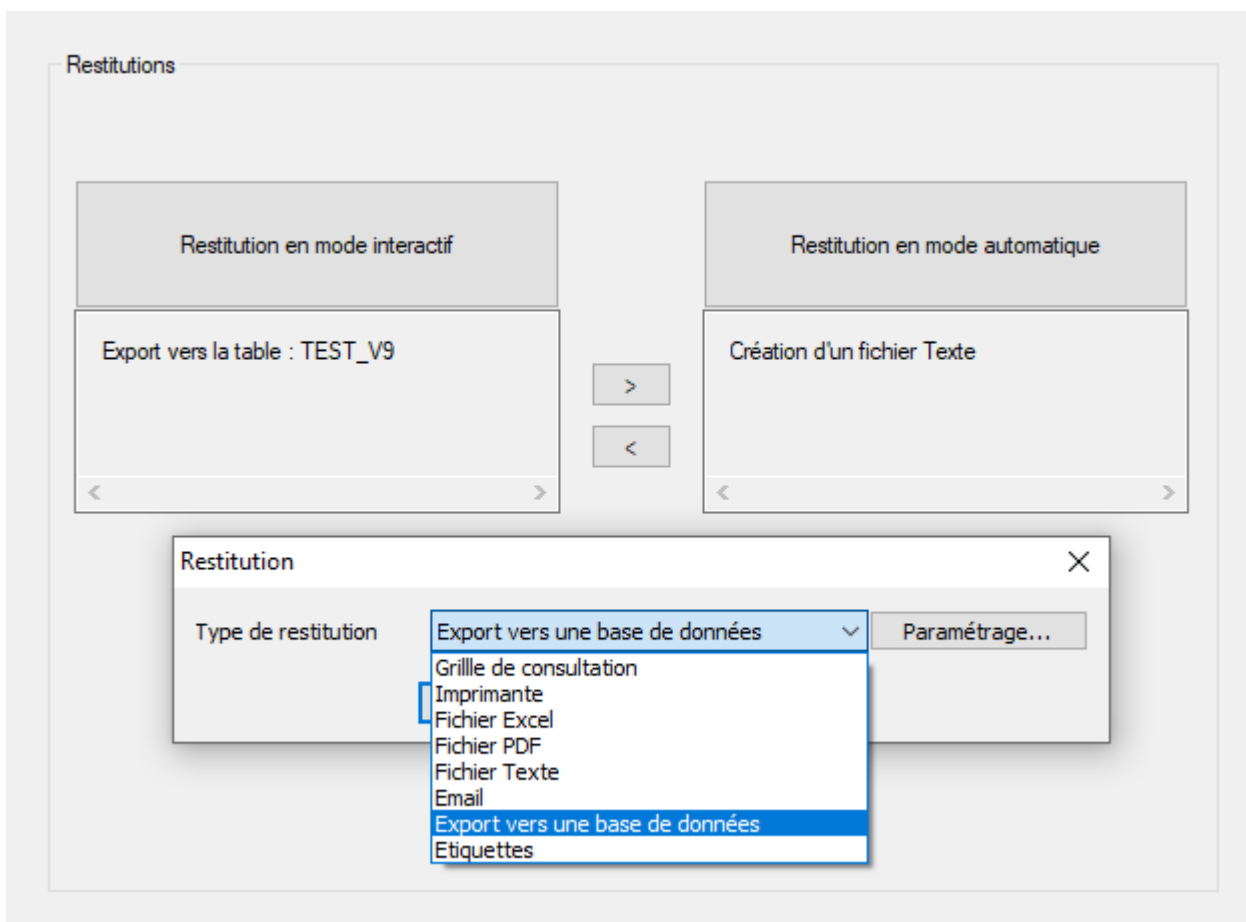 Restitutions
Restitution en mode interactif
Restitution en mode automatique
Export vers la table : TEST_V9
Création d'un fichier Texte
>
<
Restitution
Type de restitution
Export vers une base de données
Paramétrage...
Grillle de consultation
Imprimante
Fichier Excel
Fichier PDF
Fichier Texte
Email
Export vers une base de données
Etiquettes